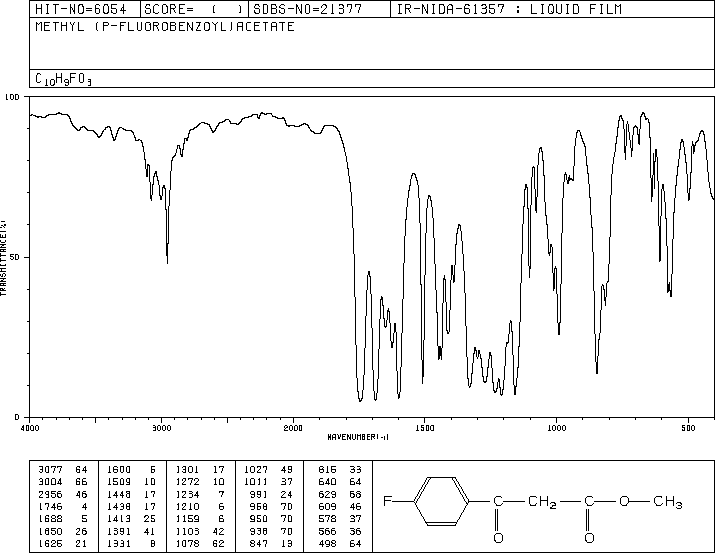 HIT-NO=6054 SCORE= ( ) SDBS-NO=21377 IR-NIDA-61357 : LIQUID FILM
METHYL (P-FLUOROBENZOYL)ACETATE
C10H9FO3
100
50
0
TRANSMITTANCE(%)
4000 3000 2000 1500 1000 500
WAVENUMBER(-1)
3077 64 1600 5 1301 17 1027 49 816 33
3004 66 1509 10 1272 10 1011 37 640 64
2956 46 1448 17 1234 7 991 24 629 68
1746 4 1438 17 1210 6 958 70 609 46
1688 5 1413 25 1159 6 950 70 578 37
1650 26 1391 41 1103 42 938 70 566 36
1626 21 1331 8 1078 62 847 13 498 64
F C CH2 C O CH3
O O